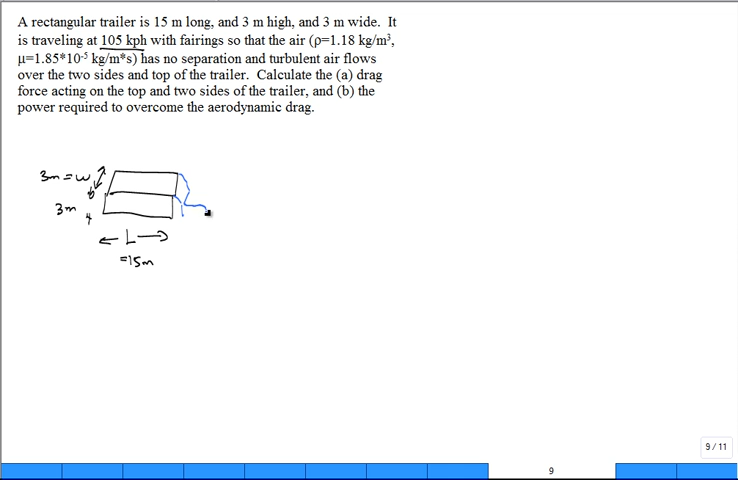 A rectangular trailer is 15 m long, and 3 m high, and 3 m wide.  It
is traveling at 105 kph with fairings so that the air (ρ=1.18 kg/m³,
μ=1.85*10⁻⁵ kg/m*s) has no separation and turbulent air flows
over the two sides and top of the trailer.  Calculate the (a) drag
force acting on the top and two sides of the trailer, and (b) the
power required to overcome the aerodynamic drag.
3m = w
3m
← L →
=15m
9 / 11
9